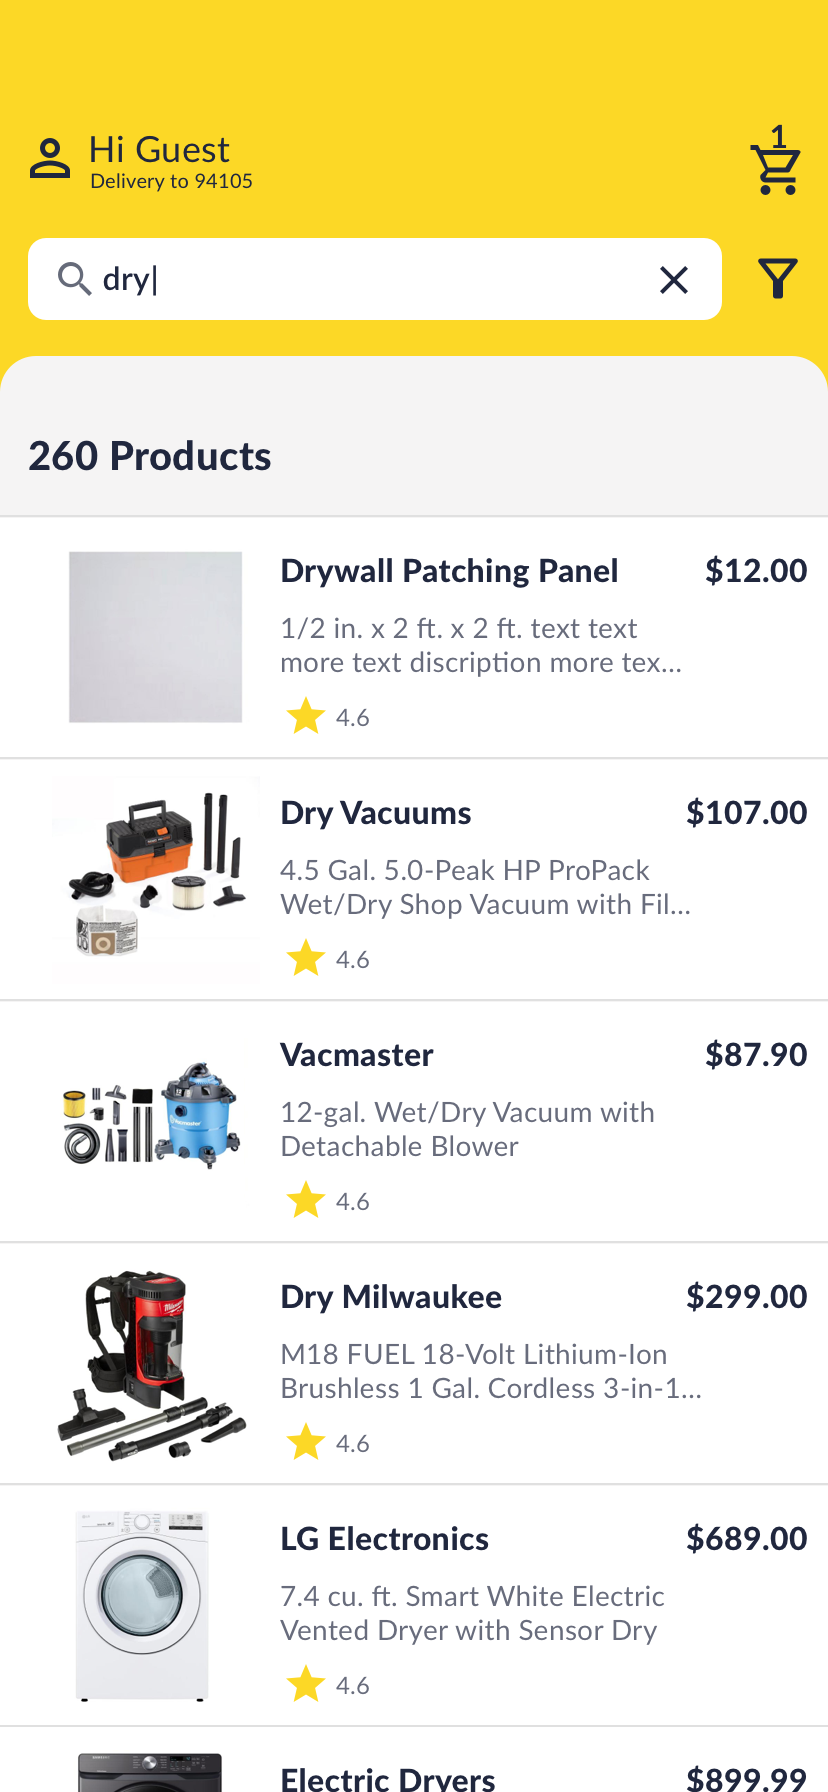 Hi Guest
1
Delivery to 94105
dry
260 Products
Drywall Patching Panel
$12.00
1/2 in. x 2 ft. x 2 ft. text text
more text discription more tex...
4.6
Dry Vacuums
$107.00
4.5 Gal. 5.0-Peak HP ProPack
Wet/Dry Shop Vacuum with Fil...
4.6
Vacmaster
$87.90
12-gal. Wet/Dry Vacuum with
Detachable Blower
4.6
Dry Milwaukee
$299.00
M18 FUEL 18-Volt Lithium-Ion
Brushless 1 Gal. Cordless 3-in-1...
4.6
LG Electronics
$689.00
7.4 cu. ft. Smart White Electric
Vented Dryer with Sensor Dry
4.6
Electric Dryers
$899.99